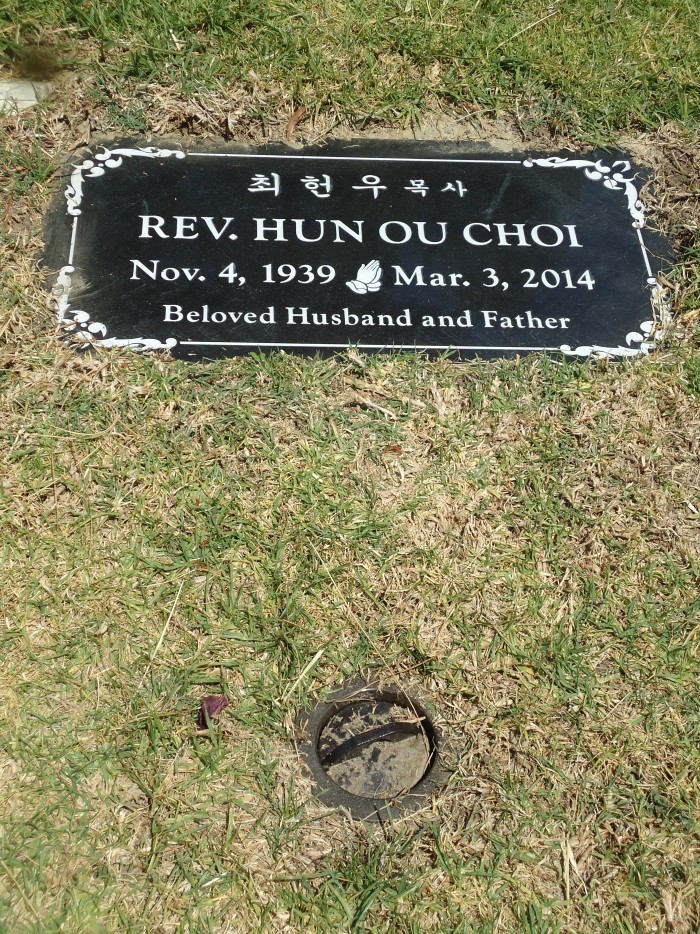 최헌우 목사
REV. HUN OU CHOI
Nov. 4, 1939 Mar. 3, 2014
Beloved Husband and Father